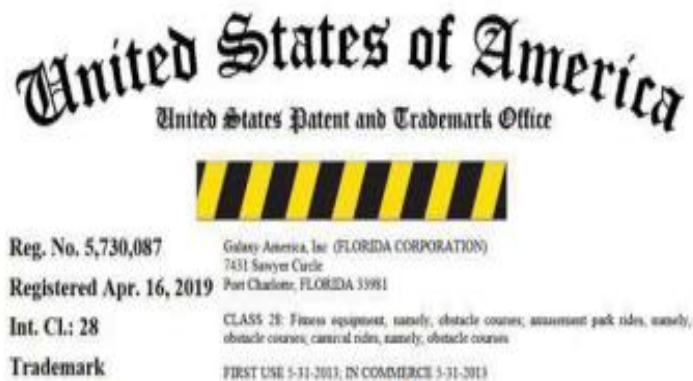 United States of America
United States Patent and Trademark Office
Reg. No. 5,730,087
Registered Apr. 16, 2019
Int. Cl.: 28
Trademark
Galaxy America, Inc (FLORIDA CORPORATION)
7431 Sawyer Circle
Port Charlotte, FLORIDA 33981
CLASS 28: Fitness equipment, namely, obstacle courses; amusement park rides, namely,
obstacle courses; carnival rides, namely, obstacle courses
FIRST USE 5-31-2013; IN COMMERCE 5-31-2013